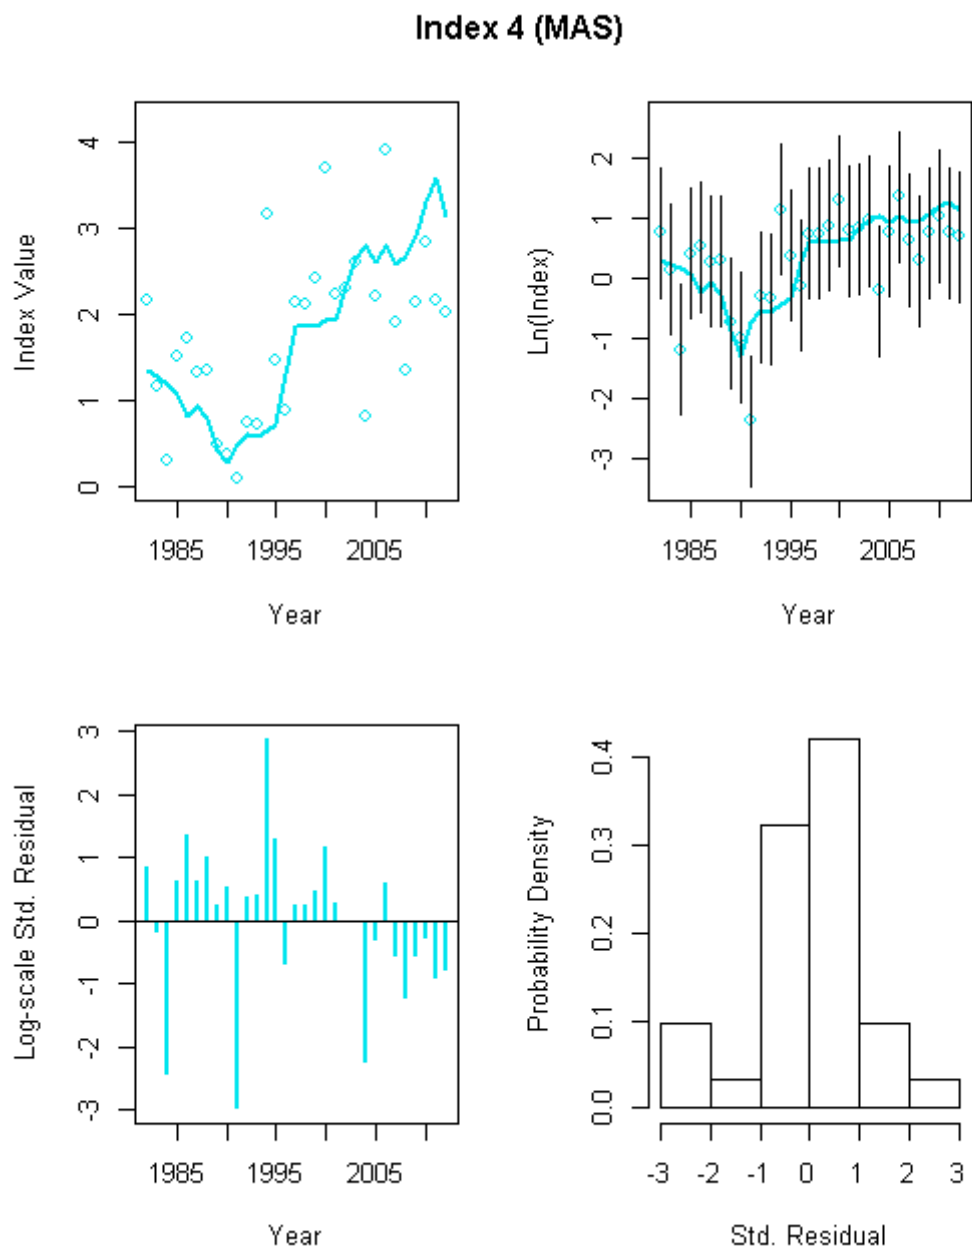 Index 4 (MAS)
Index Value
4
3
2
1
0
1985 1995 2005
Year
Ln(Index)
2
1
0
-1
-2
-3
1985 1995 2005
Year
Log-scale Std. Residual
3
2
1
0
-1
-2
-3
1985 1995 2005
Year
Probability Density
0.4
0.3
0.2
0.1
0.0
-3 -2 -1 0 1 2 3
Std. Residual